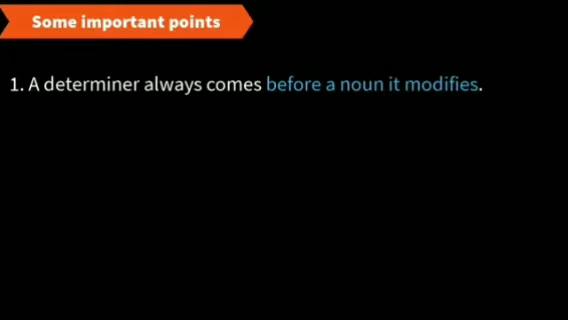 Some important points
1. A determiner always comes before a noun it modifies.